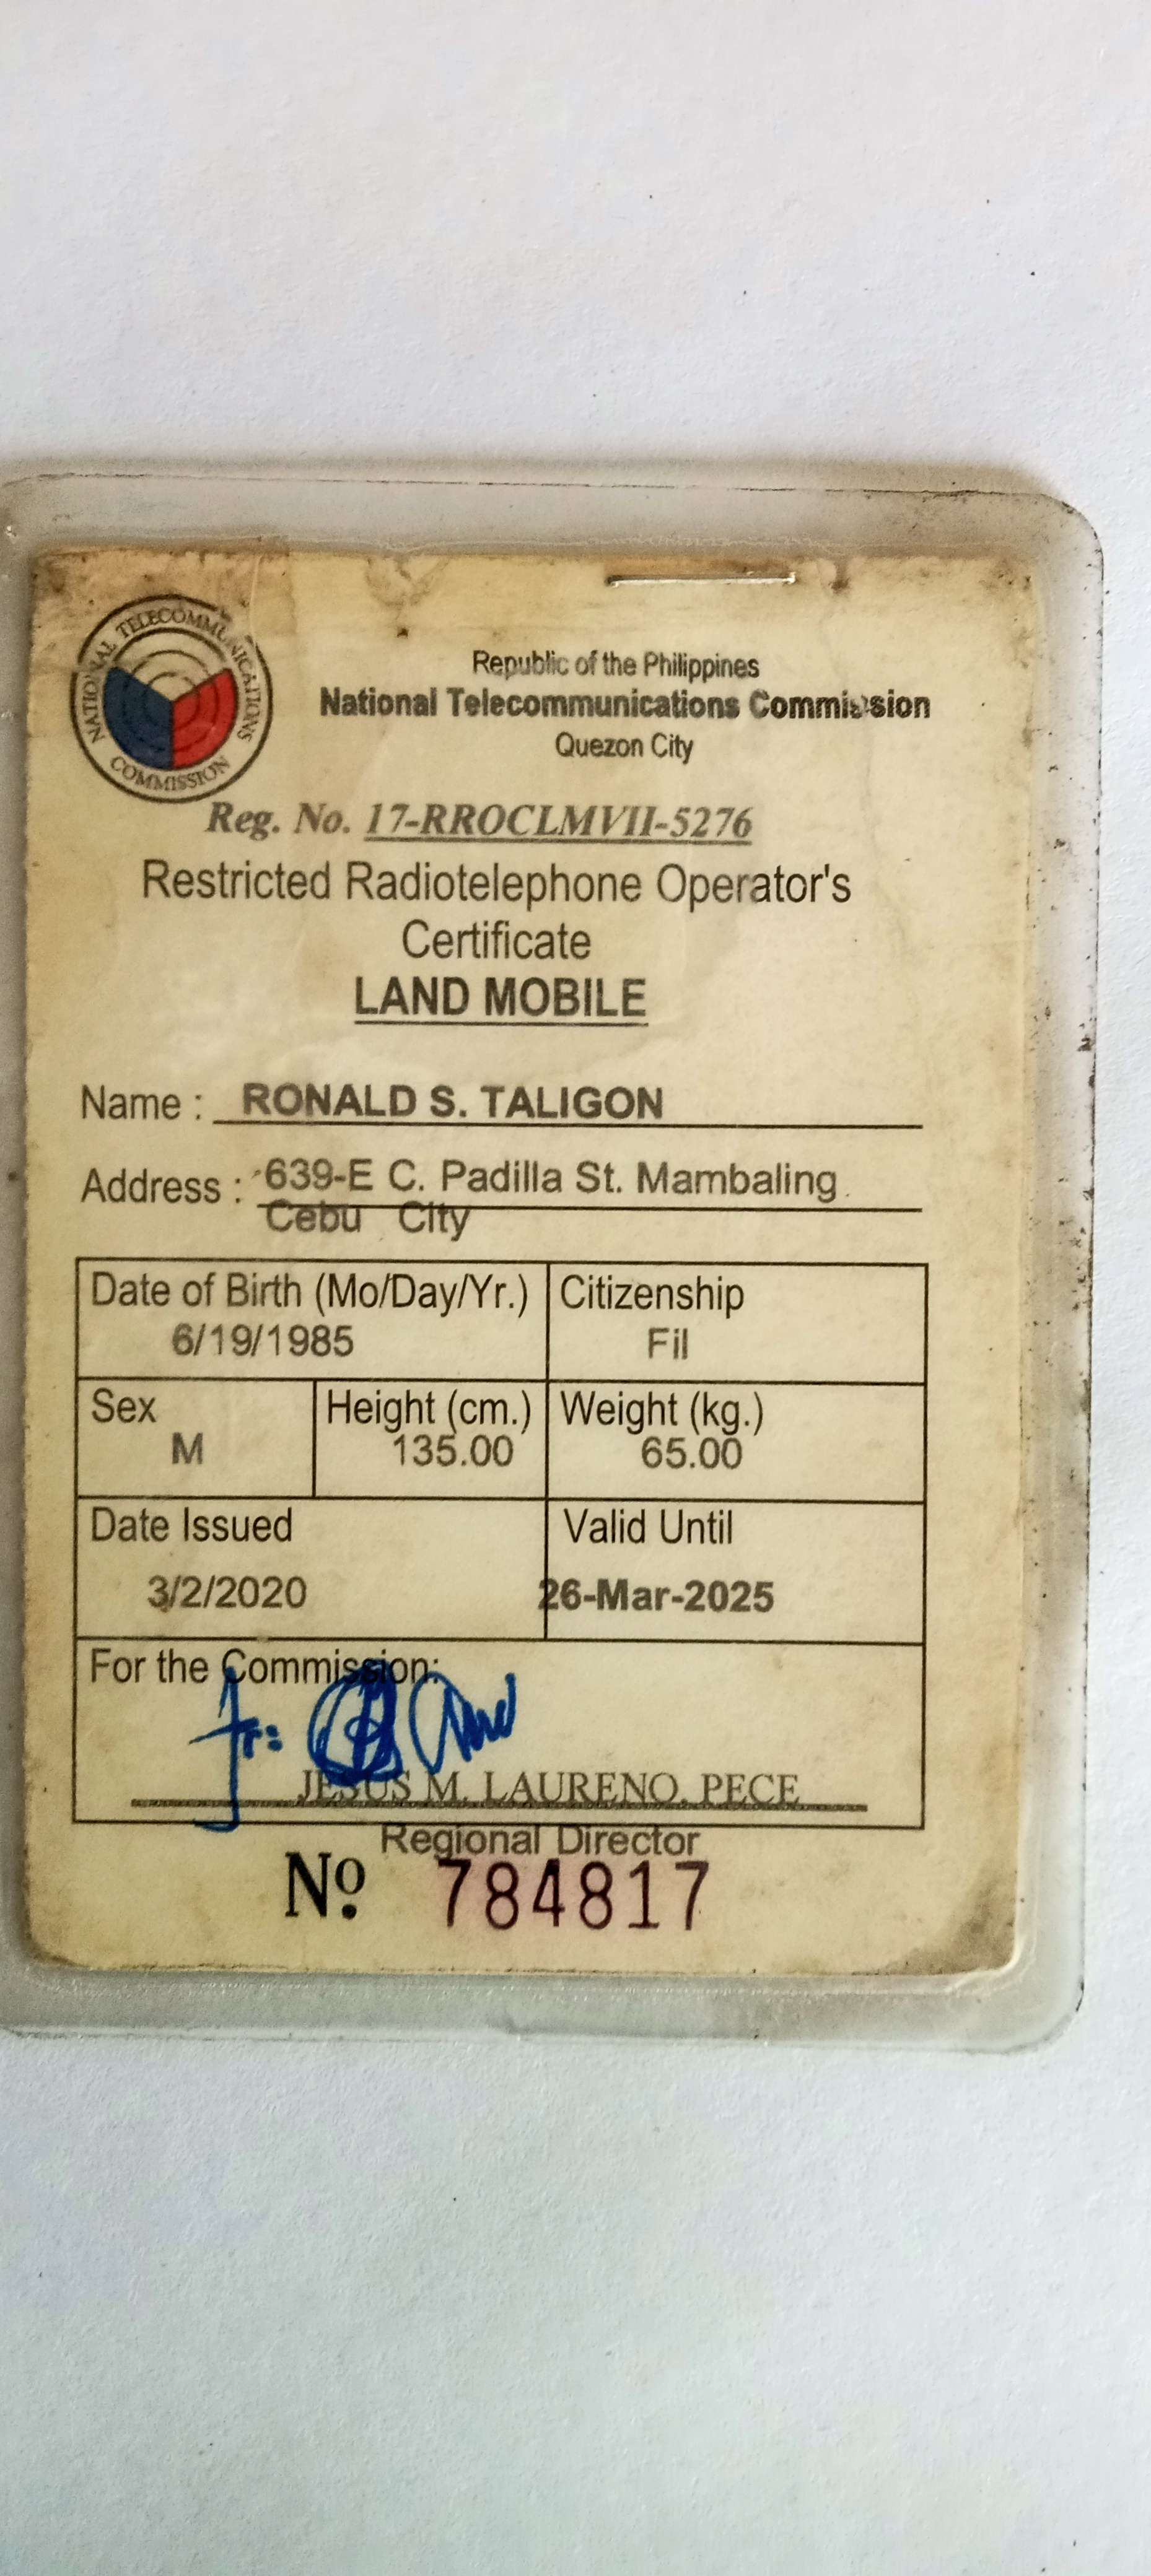 NATIONAL TELECOMMUNICATIONS COMMISSION
Republic of the Philippines
National Telecommunications Commission
Quezon City
Reg. No. 17-RROCLMVII-5276
Restricted Radiotelephone Operator's
Certificate
LAND MOBILE
Name : RONALD S. TALIGON
Address : 639-E C. Padilla St. Mambaling
Cebu City
Date of Birth (Mo/Day/Yr.) Citizenship
6/19/1985 Fil
Sex Height (cm.) Weight (kg.)
M 135.00 65.00
Date Issued Valid Until
3/2/2020 26-Mar-2025
For the Commission:
JESUS M. LAURENO, PECE
Regional Director
Nº 784817